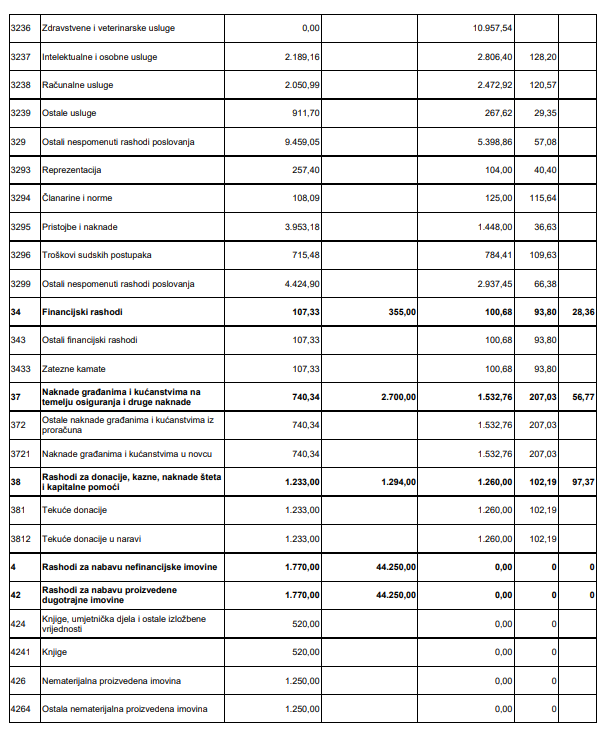 3236 Zdravstvene i veterinarske usluge 0,00 10.957,54
3237 Intelektualne i osobne usluge 2.189,16 2.806,40 128,20
3238 Računalne usluge 2.050,99 2.472,92 120,57
3239 Ostale usluge 911,70 267,62 29,35
329 Ostali nespomenuti rashodi poslovanja 9.459,05 5.398,86 57,08
3293 Reprezentacija 257,40 104,00 40,40
3294 Članarine i norme 108,09 125,00 115,64
3295 Pristojbe i naknade 3.953,18 1.448,00 36,63
3296 Troškovi sudskih postupaka 715,48 784,41 109,63
3299 Ostali nespomenuti rashodi poslovanja 4.424,90 2.937,45 66,38
34 Financijski rashodi 107,33 355,00 100,68 93,80 28,36
343 Ostali financijski rashodi 107,33 100,68 93,80
3433 Zatezne kamate 107,33 100,68 93,80
37 Naknade građanima i kućanstvima na
temelju osiguranja i druge naknade 740,34 2.700,00 1.532,76 207,03 56,77
372 Ostale naknade građanima i kućanstvima iz
proračuna 740,34 1.532,76 207,03
3721 Naknade građanima i kućanstvima u novcu 740,34 1.532,76 207,03
38 Rashodi za donacije, kazne, naknade šteta
i kapitalne pomoći 1.233,00 1.294,00 1.260,00 102,19 97,37
381 Tekuće donacije 1.233,00 1.260,00 102,19
3812 Tekuće donacije u naravi 1.233,00 1.260,00 102,19
4 Rashodi za nabavu nefinancijske imovine 1.770,00 44.250,00 0,00 0 0
42 Rashodi za nabavu proizvedene
dugotrajne imovine 1.770,00 44.250,00 0,00 0 0
424 Knjige, umjetnička djela i ostale izložbene
vrijednosti 520,00 0,00 0
4241 Knjige 520,00 0,00 0
426 Nematerijalna proizvedena imovina 1.250,00 0,00 0
4264 Ostala nematerijalna proizvedena imovina 1.250,00 0,00 0